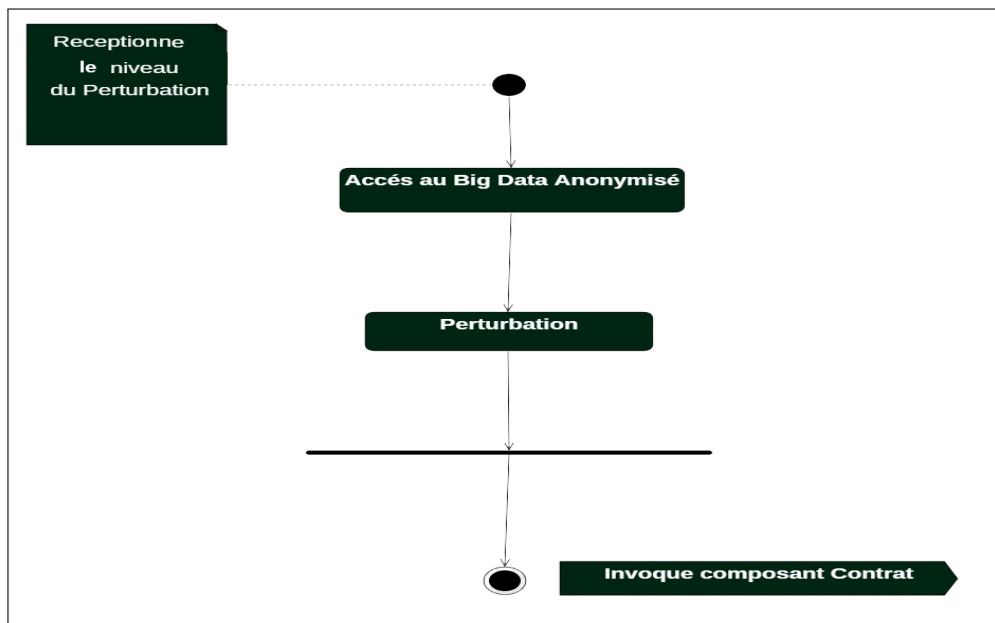 Receptionne
le niveau
du Perturbation
Accés au Big Data Anonymisé
Perturbation
Invoque composant Contrat